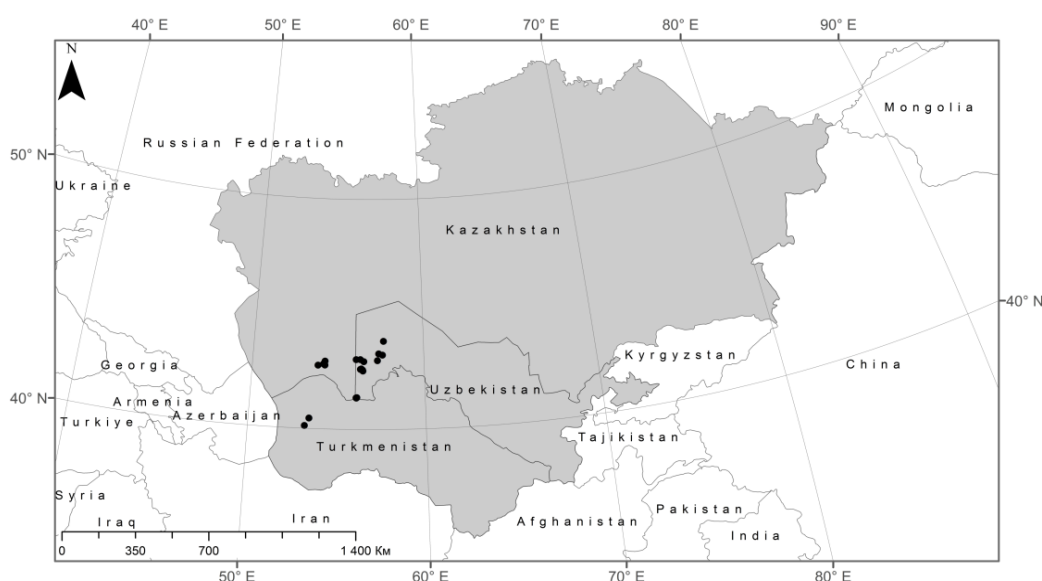 40° E 50° E 60° E 70° E 80° E 90° E
N
Mongolia
Russian Federation
50° N
Ukraine
Kazakhstan
40° N
Georgia
Kyrgyzstan
China
Uzbekistan
40° N
Armenia
Azerbaijan
Turkiye
Tajikistan
Turkmenistan
Syria
Pakistan
Iraq
Iran
Afghanistan
India
0 350 700 1 400 Км
50° E 60° E 70° E 80° E